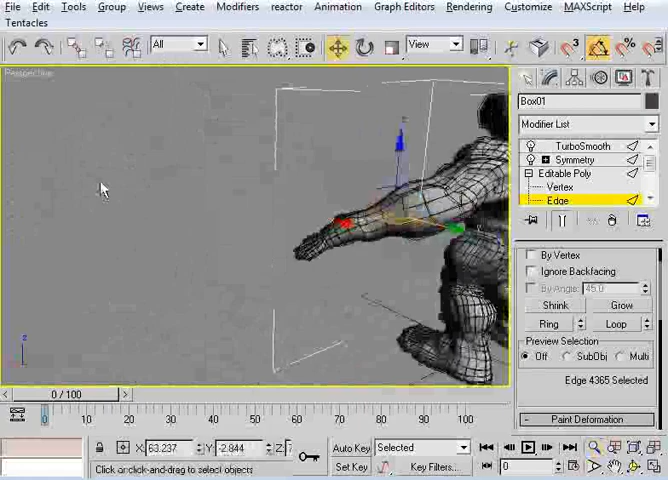 File Edit Tools Group Views Create Modifiers reactor Animation Graph Editors Rendering Customize MAXScript Help
Tentacles
All
View
3
%
Perspective
Box01
Modifier List
TurboSmooth
Symmetry
Editable Poly
Vertex
Edge
By Vertex
Ignore Backfacing
By Angle: 45.0
Shrink Grow
Ring Loop
Preview Selection
Off SubObj Multi
Edge 4365 Selected
Paint Deformation
z
z
0 / 100
0 10 20 30 40 50 60 70 80 90 100
X: 63.237 Y: -2.844 Z:
Auto Key Selected
Click or click-and-drag to select objects
Set Key Key Filters... 0